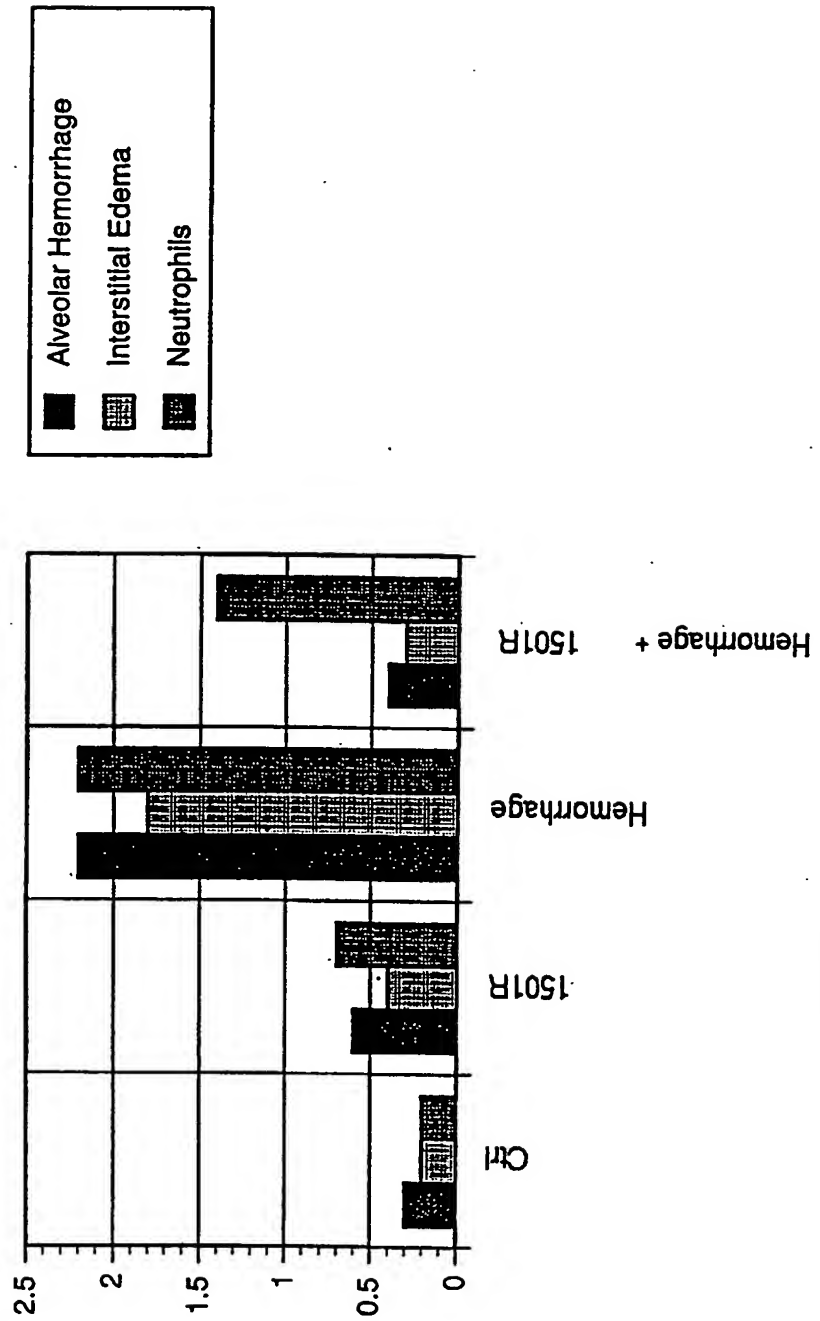 Alveolar Hemorrhage
Interstitial Edema
Neutrophils
2.5
2
1.5
1
0.5
0
Ctrl
1501R
Hemorrhage
Hemorrhage +
1501R